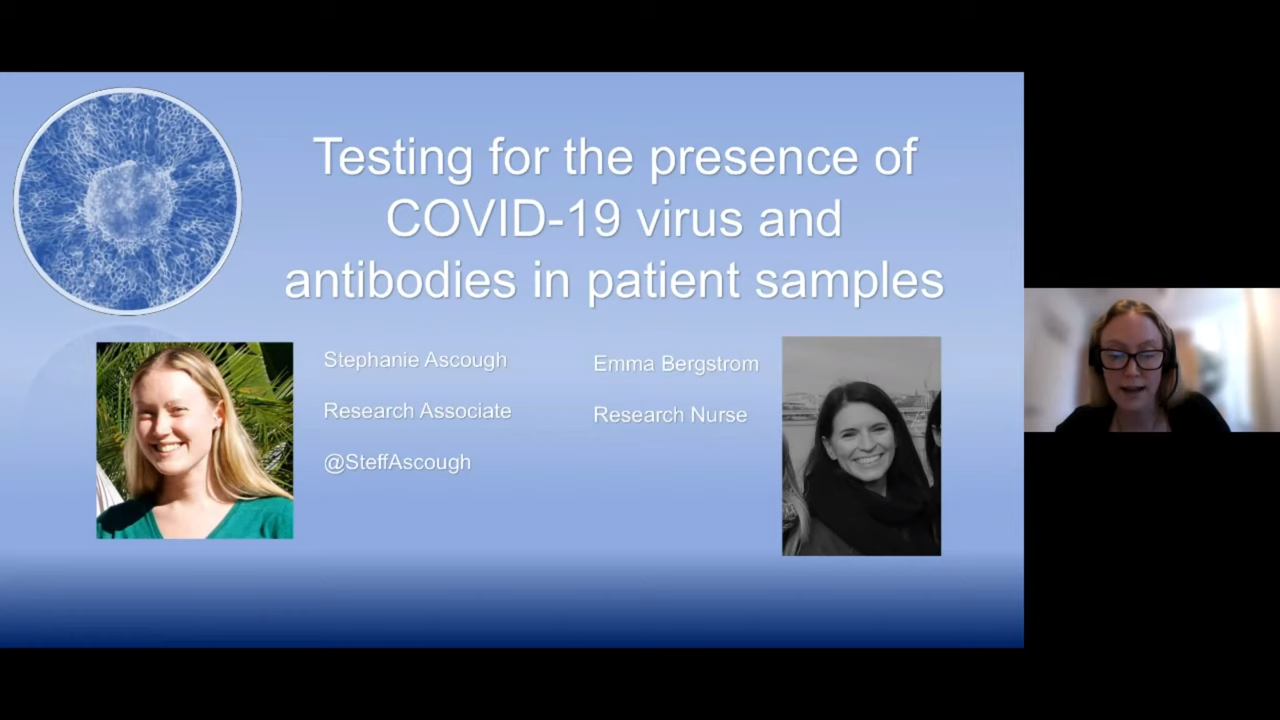 Testing for the presence of
COVID-19 virus and
antibodies in patient samples
Stephanie Ascough
Research Associate
@SteffAscough
Emma Bergstrom
Research Nurse